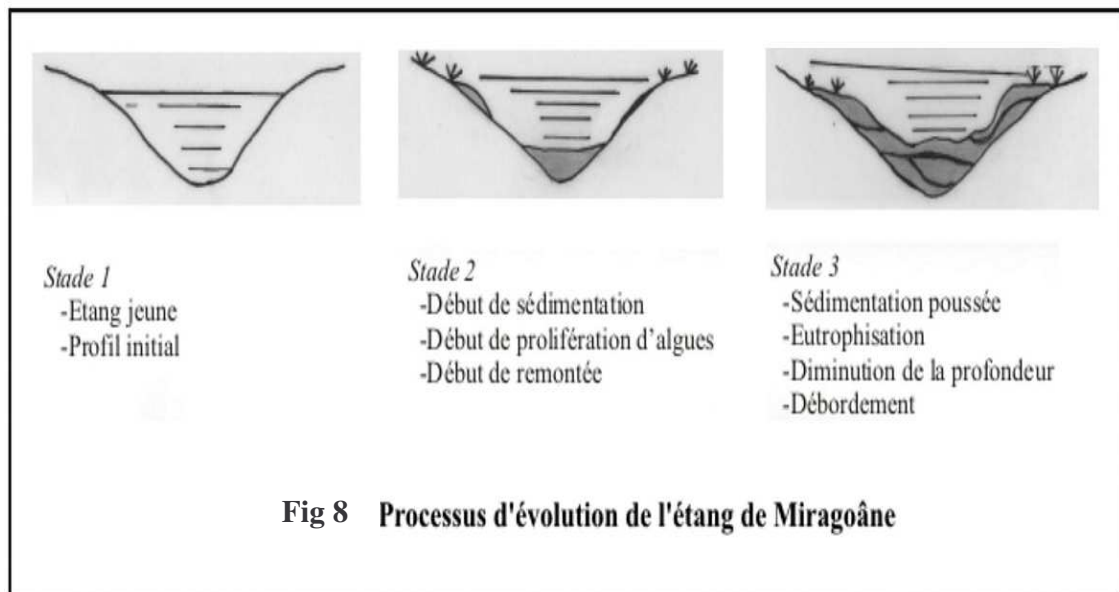 Stade 1
-Etang jeune
-Profil initial
Stade 2
-Début de sédimentation
-Début de prolifération d'algues
-Début de remontée
Stade 3
-Sédimentation poussée
-Eutrophisation
-Diminution de la profondeur
-Débordement
Fig 8 Processus d'évolution de l'étang de Miragoâne